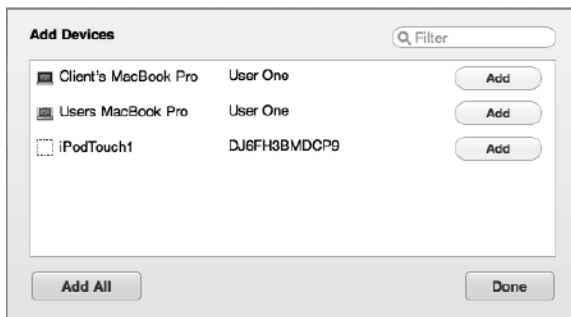 Add Devices Filter
Client's MacBook Pro User One Add
Users MacBook Pro User One Add
iPodTouch1 DJ6FH3BMDCP9 Add
Add All Done